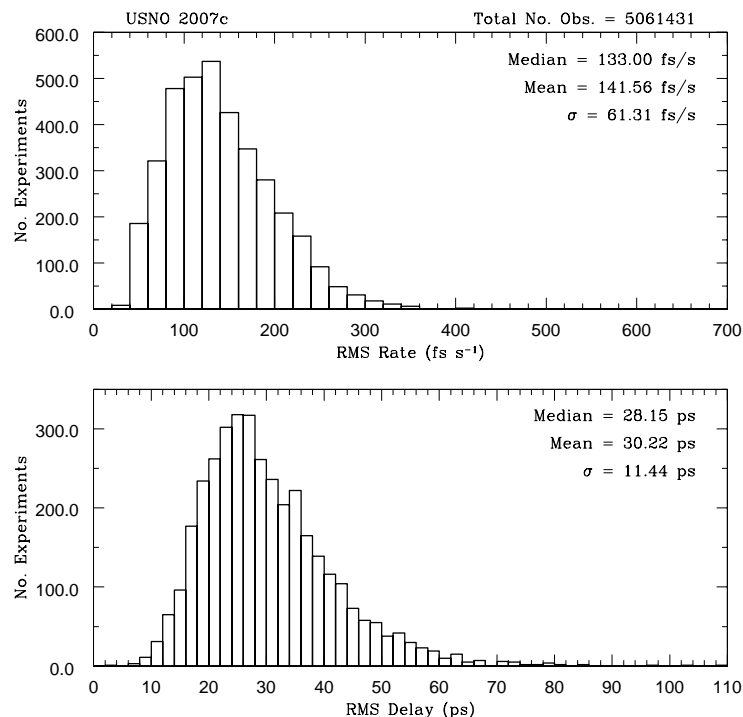 USNO 2007c Total No. Obs. = 5061431
600.0
Median = 133.00 fs/s
500.0
Mean = 141.56 fs/s
σ = 61.31 fs/s
400.0
300.0
200.0
100.0
0.0
No. Experiments
0 100 200 300 400 500 600 700
RMS Rate (fs s⁻¹)
Median = 28.15 ps
300.0
Mean = 30.22 ps
σ = 11.44 ps
200.0
100.0
0.0
No. Experiments
0 10 20 30 40 50 60 70 80 90 100 110
RMS Delay (ps)